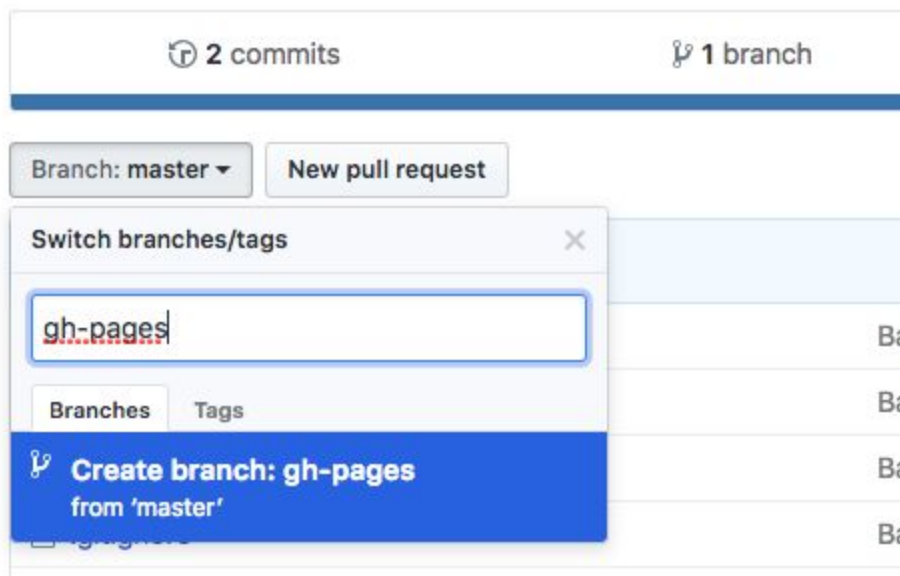 2 commits
1 branch
Branch: master
New pull request
Switch branches/tags
gh-pages
Branches
Tags
Create branch: gh-pages
from ‘master’